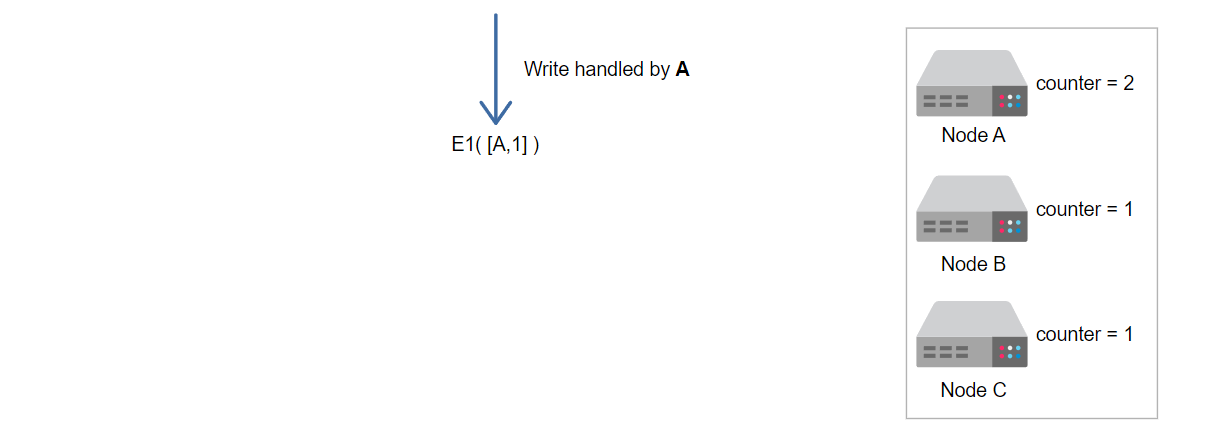 Write handled by A
E1( [A,1] )
counter = 2
Node A
counter = 1
Node B
counter = 1
Node C